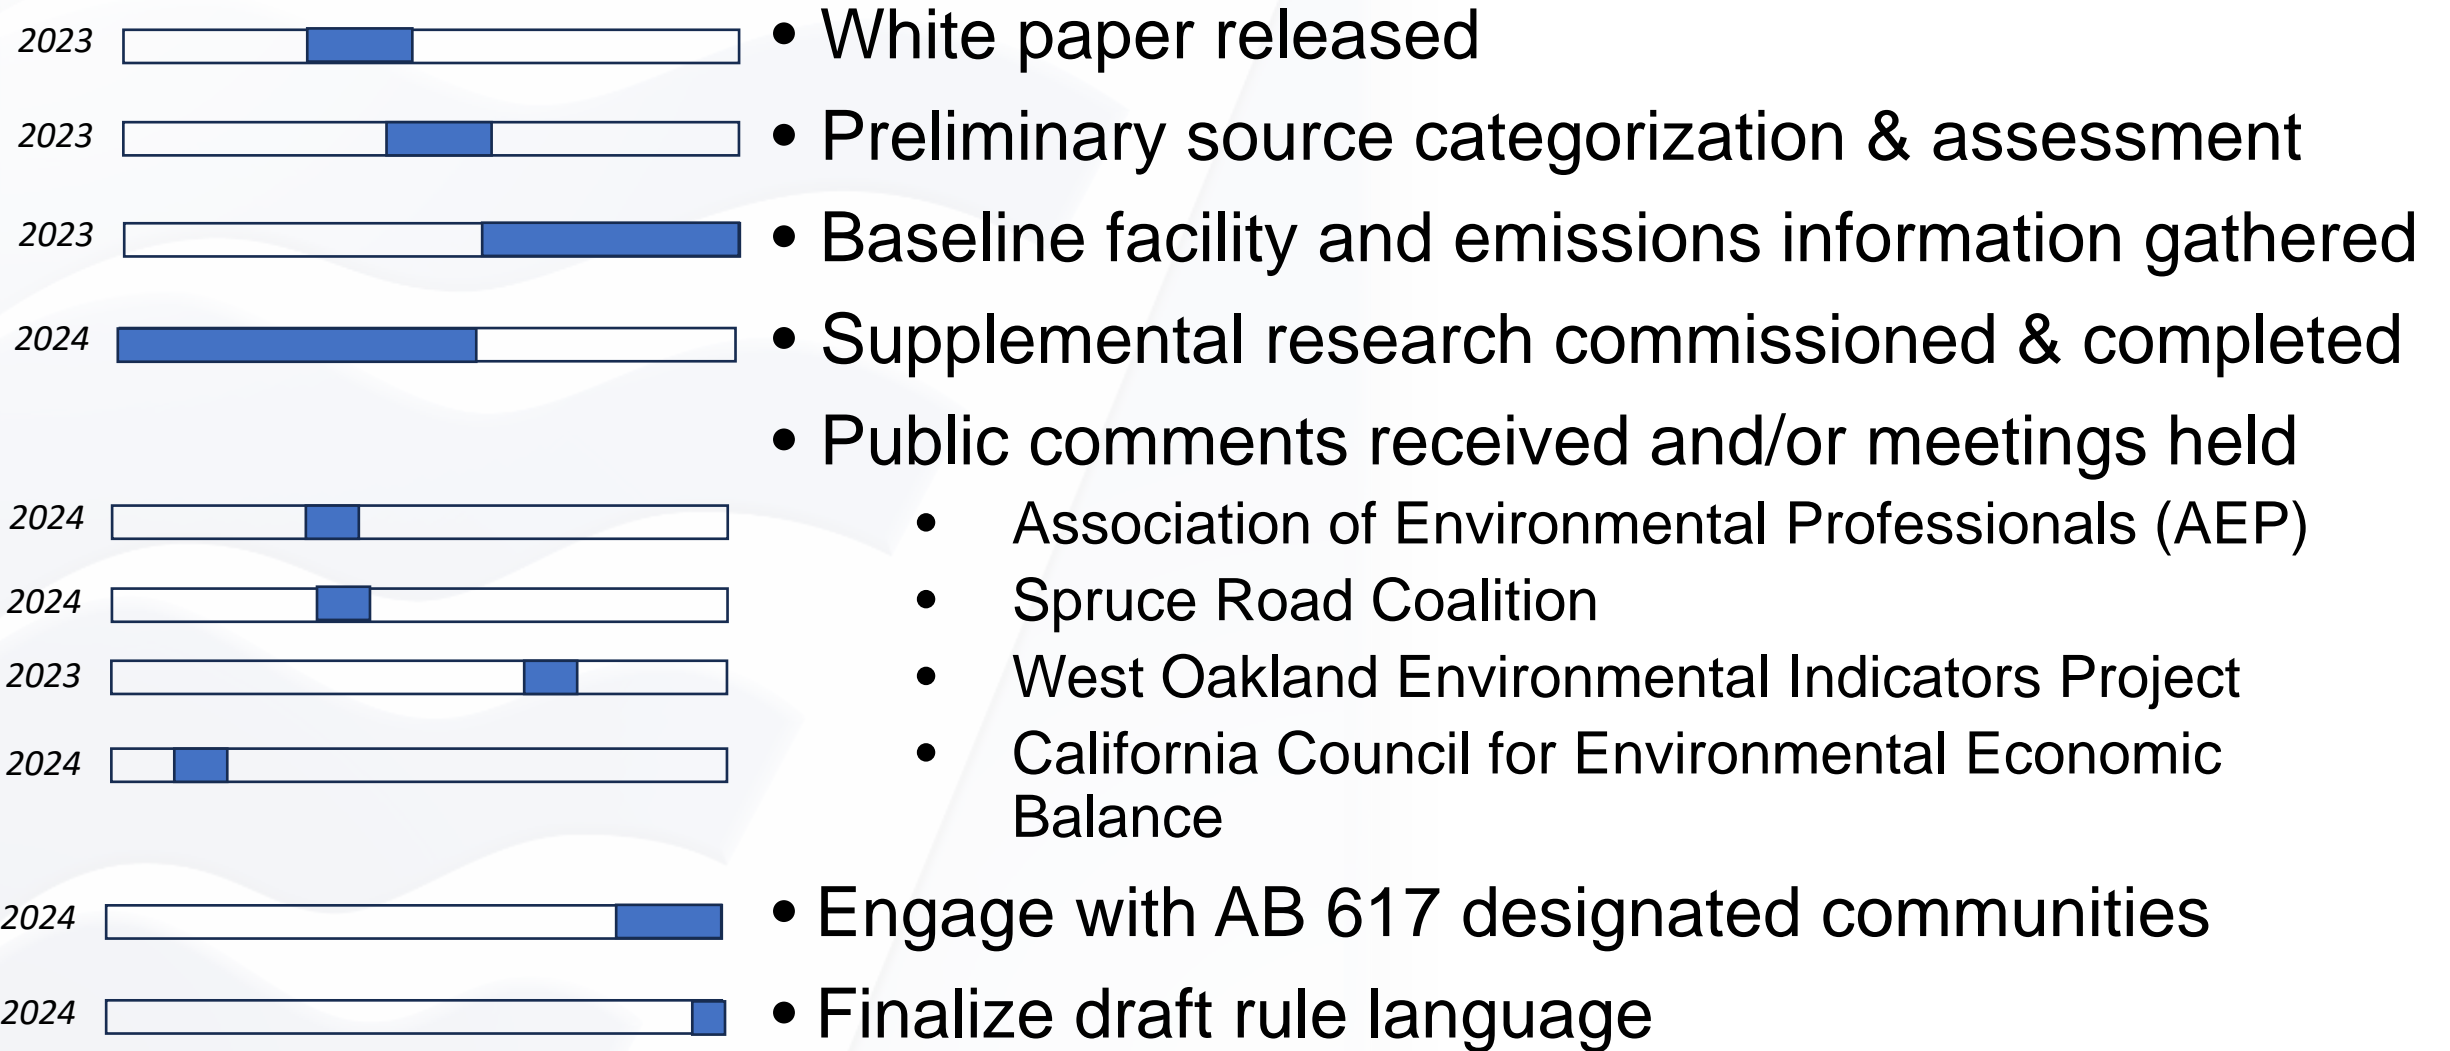 2023 • White paper released
2023 • Preliminary source categorization & assessment
2023 • Baseline facility and emissions information gathered
2024 • Supplemental research commissioned & completed
• Public comments received and/or meetings held
2024 • Association of Environmental Professionals (AEP)
2024 • Spruce Road Coalition
2023 • West Oakland Environmental Indicators Project
2024 • California Council for Environmental Economic
Balance
2024 • Engage with AB 617 designated communities
2024 • Finalize draft rule language